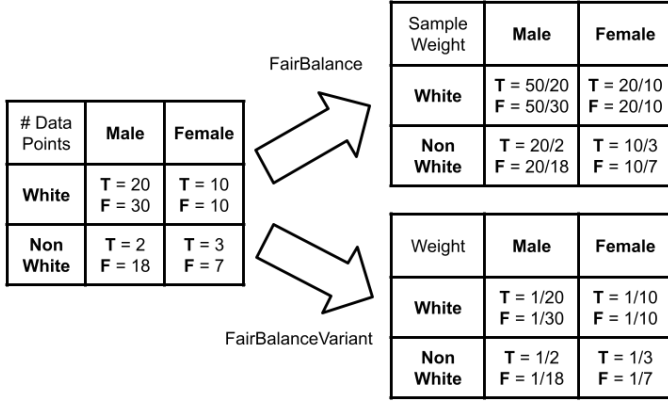 FairBalance
# Data
Points
Male
Female
White
T = 20
F = 30
T = 10
F = 10
Non
White
T = 2
F = 18
T = 3
F = 7
Sample
Weight
Male
Female
White
T = 50/20
F = 50/30
T = 20/10
F = 20/10
Non
White
T = 20/2
F = 20/18
T = 10/3
F = 10/7
FairBalanceVariant
Weight
Male
Female
White
T = 1/20
F = 1/30
T = 1/10
F = 1/10
Non
White
T = 1/2
F = 1/18
T = 1/3
F = 1/7